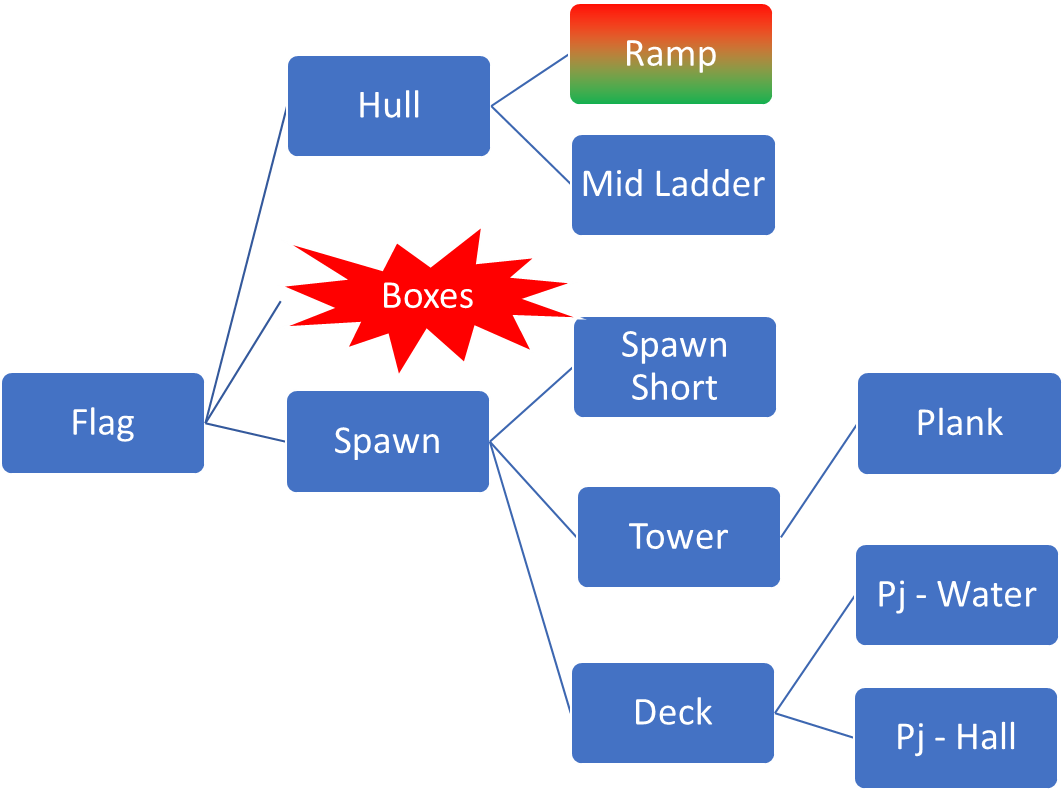 Ramp
Hull
Mid Ladder
Boxes
Spawn
Short
Flag
Spawn
Plank
Tower
Pj - Water
Deck
Pj - Hall